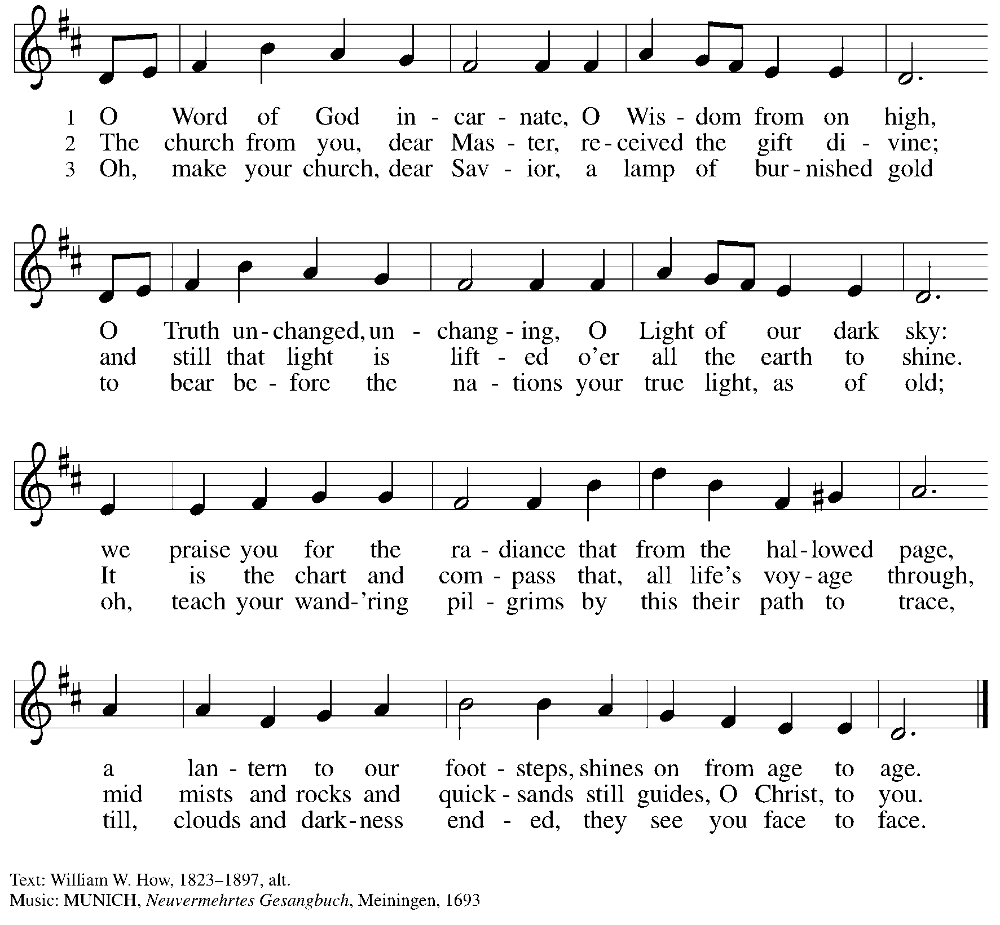 1 O Word of God in - car - nate, O Wis - dom from on high,
2 The church from you, dear Mas - ter, re - ceived the gift di - vine;
3 Oh, make your church, dear Sav - ior, a lamp of bur - nished gold
O Truth un - changed, un - chang - ing, O Light of our dark sky:
and still that light is lift - ed o'er all the earth to shine.
to bear be - fore the na - tions your true light, as of old;
we praise you for the ra - diance that from the hal - lowed page,
It is the chart and com - pass that, all life's voy - age through,
oh, teach your wand - 'ring pil - grims by this their path to trace,
a lan - tern to our foot - steps, shines on from age to age.
mid mists and rocks and quick - sands still guides, O Christ, to you.
till, clouds and dark - ness end - ed, they see you face to face.
Text: William W. How, 1823–1897, alt.
Music: MUNICH, Neuvermehrtes Gesangbuch, Meiningen, 1693